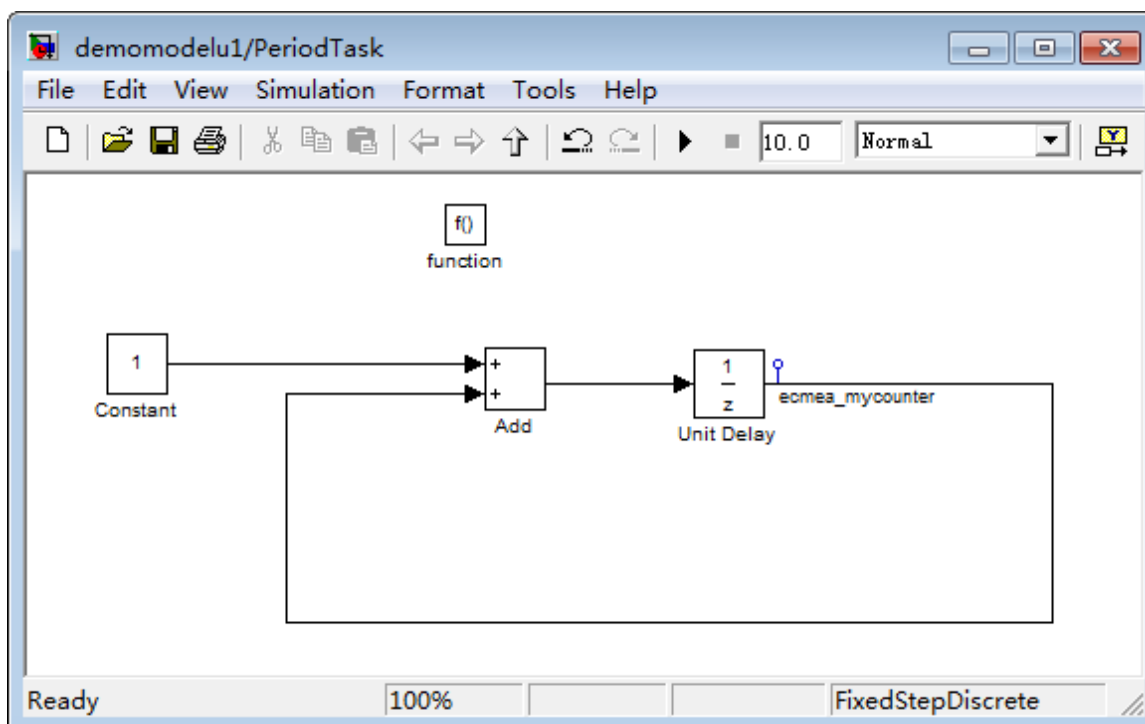 demomodelu1/PeriodTask
File Edit View Simulation Format Tools Help
10.0 Normal
Y
f()
function
1
Constant
+
+
Add
1
z
Unit Delay
ecmea_mycounter
Ready 100% FixedStepDiscrete